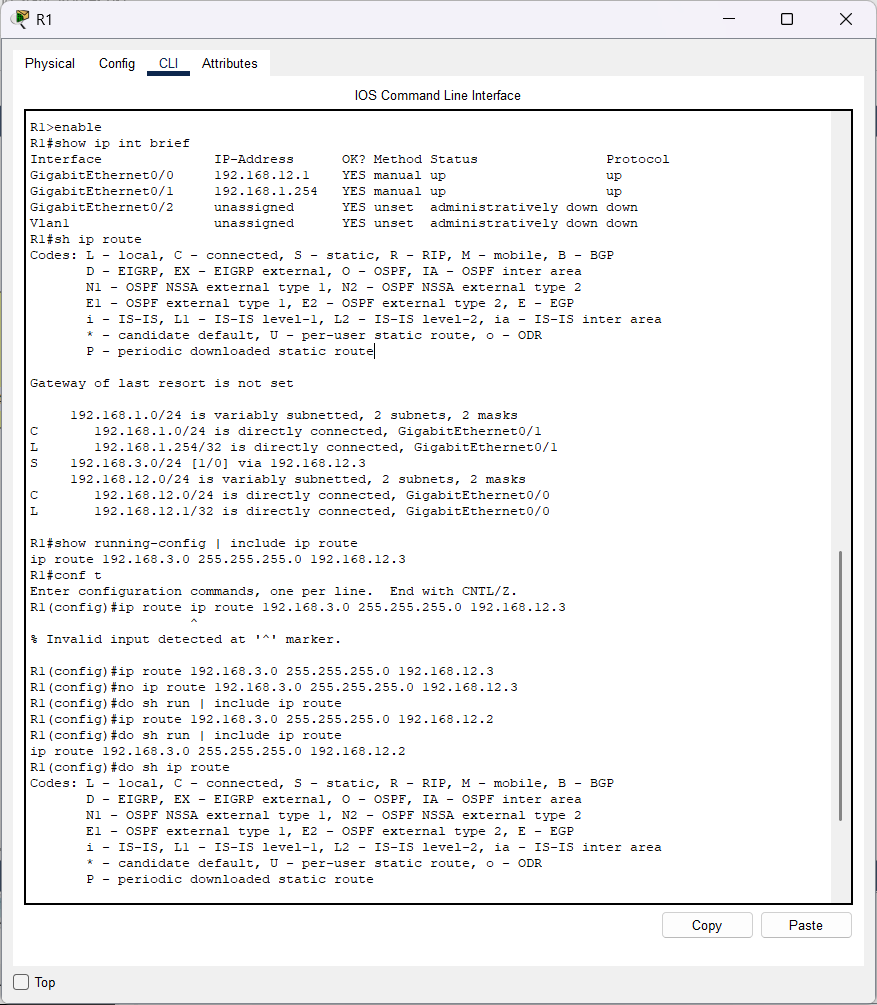 R1
Physical Config CLI Attributes
IOS Command Line Interface
R1>enable
R1#show ip int brief
Interface              IP-Address      OK? Method Status                Protocol
GigabitEthernet0/0     192.168.12.1    YES manual up                    up
GigabitEthernet0/1     192.168.1.254   YES manual up                    up
GigabitEthernet0/2     unassigned      YES unset  administratively down down
Vlan1                  unassigned      YES unset  administratively down down
R1#sh ip route
Codes: L - local, C - connected, S - static, R - RIP, M - mobile, B - BGP
       D - EIGRP, EX - EIGRP external, O - OSPF, IA - OSPF inter area
       N1 - OSPF NSSA external type 1, N2 - OSPF NSSA external type 2
       E1 - OSPF external type 1, E2 - OSPF external type 2, E - EGP
       i - IS-IS, L1 - IS-IS level-1, L2 - IS-IS level-2, ia - IS-IS inter area
       * - candidate default, U - per-user static route, o - ODR
       P - periodic downloaded static route
Gateway of last resort is not set
     192.168.1.0/24 is variably subnetted, 2 subnets, 2 masks
C       192.168.1.0/24 is directly connected, GigabitEthernet0/1
L       192.168.1.254/32 is directly connected, GigabitEthernet0/1
S    192.168.3.0/24 [1/0] via 192.168.12.3
     192.168.12.0/24 is variably subnetted, 2 subnets, 2 masks
C       192.168.12.0/24 is directly connected, GigabitEthernet0/0
L       192.168.12.1/32 is directly connected, GigabitEthernet0/0
R1#show running-config | include ip route
ip route 192.168.3.0 255.255.255.0 192.168.12.3
R1#conf t
Enter configuration commands, one per line.  End with CNTL/Z.
R1(config)#ip route ip route 192.168.3.0 255.255.255.0 192.168.12.3
                    ^
% Invalid input detected at '^' marker.
R1(config)#ip route 192.168.3.0 255.255.255.0 192.168.12.3
R1(config)#no ip route 192.168.3.0 255.255.255.0 192.168.12.3
R1(config)#do sh run | include ip route
R1(config)#ip route 192.168.3.0 255.255.255.0 192.168.12.2
R1(config)#do sh run | include ip route
ip route 192.168.3.0 255.255.255.0 192.168.12.2
R1(config)#do sh ip route
Codes: L - local, C - connected, S - static, R - RIP, M - mobile, B - BGP
       D - EIGRP, EX - EIGRP external, O - OSPF, IA - OSPF inter area
       N1 - OSPF NSSA external type 1, N2 - OSPF NSSA external type 2
       E1 - OSPF external type 1, E2 - OSPF external type 2, E - EGP
       i - IS-IS, L1 - IS-IS level-1, L2 - IS-IS level-2, ia - IS-IS inter area
       * - candidate default, U - per-user static route, o - ODR
       P - periodic downloaded static route
Copy Paste
Top